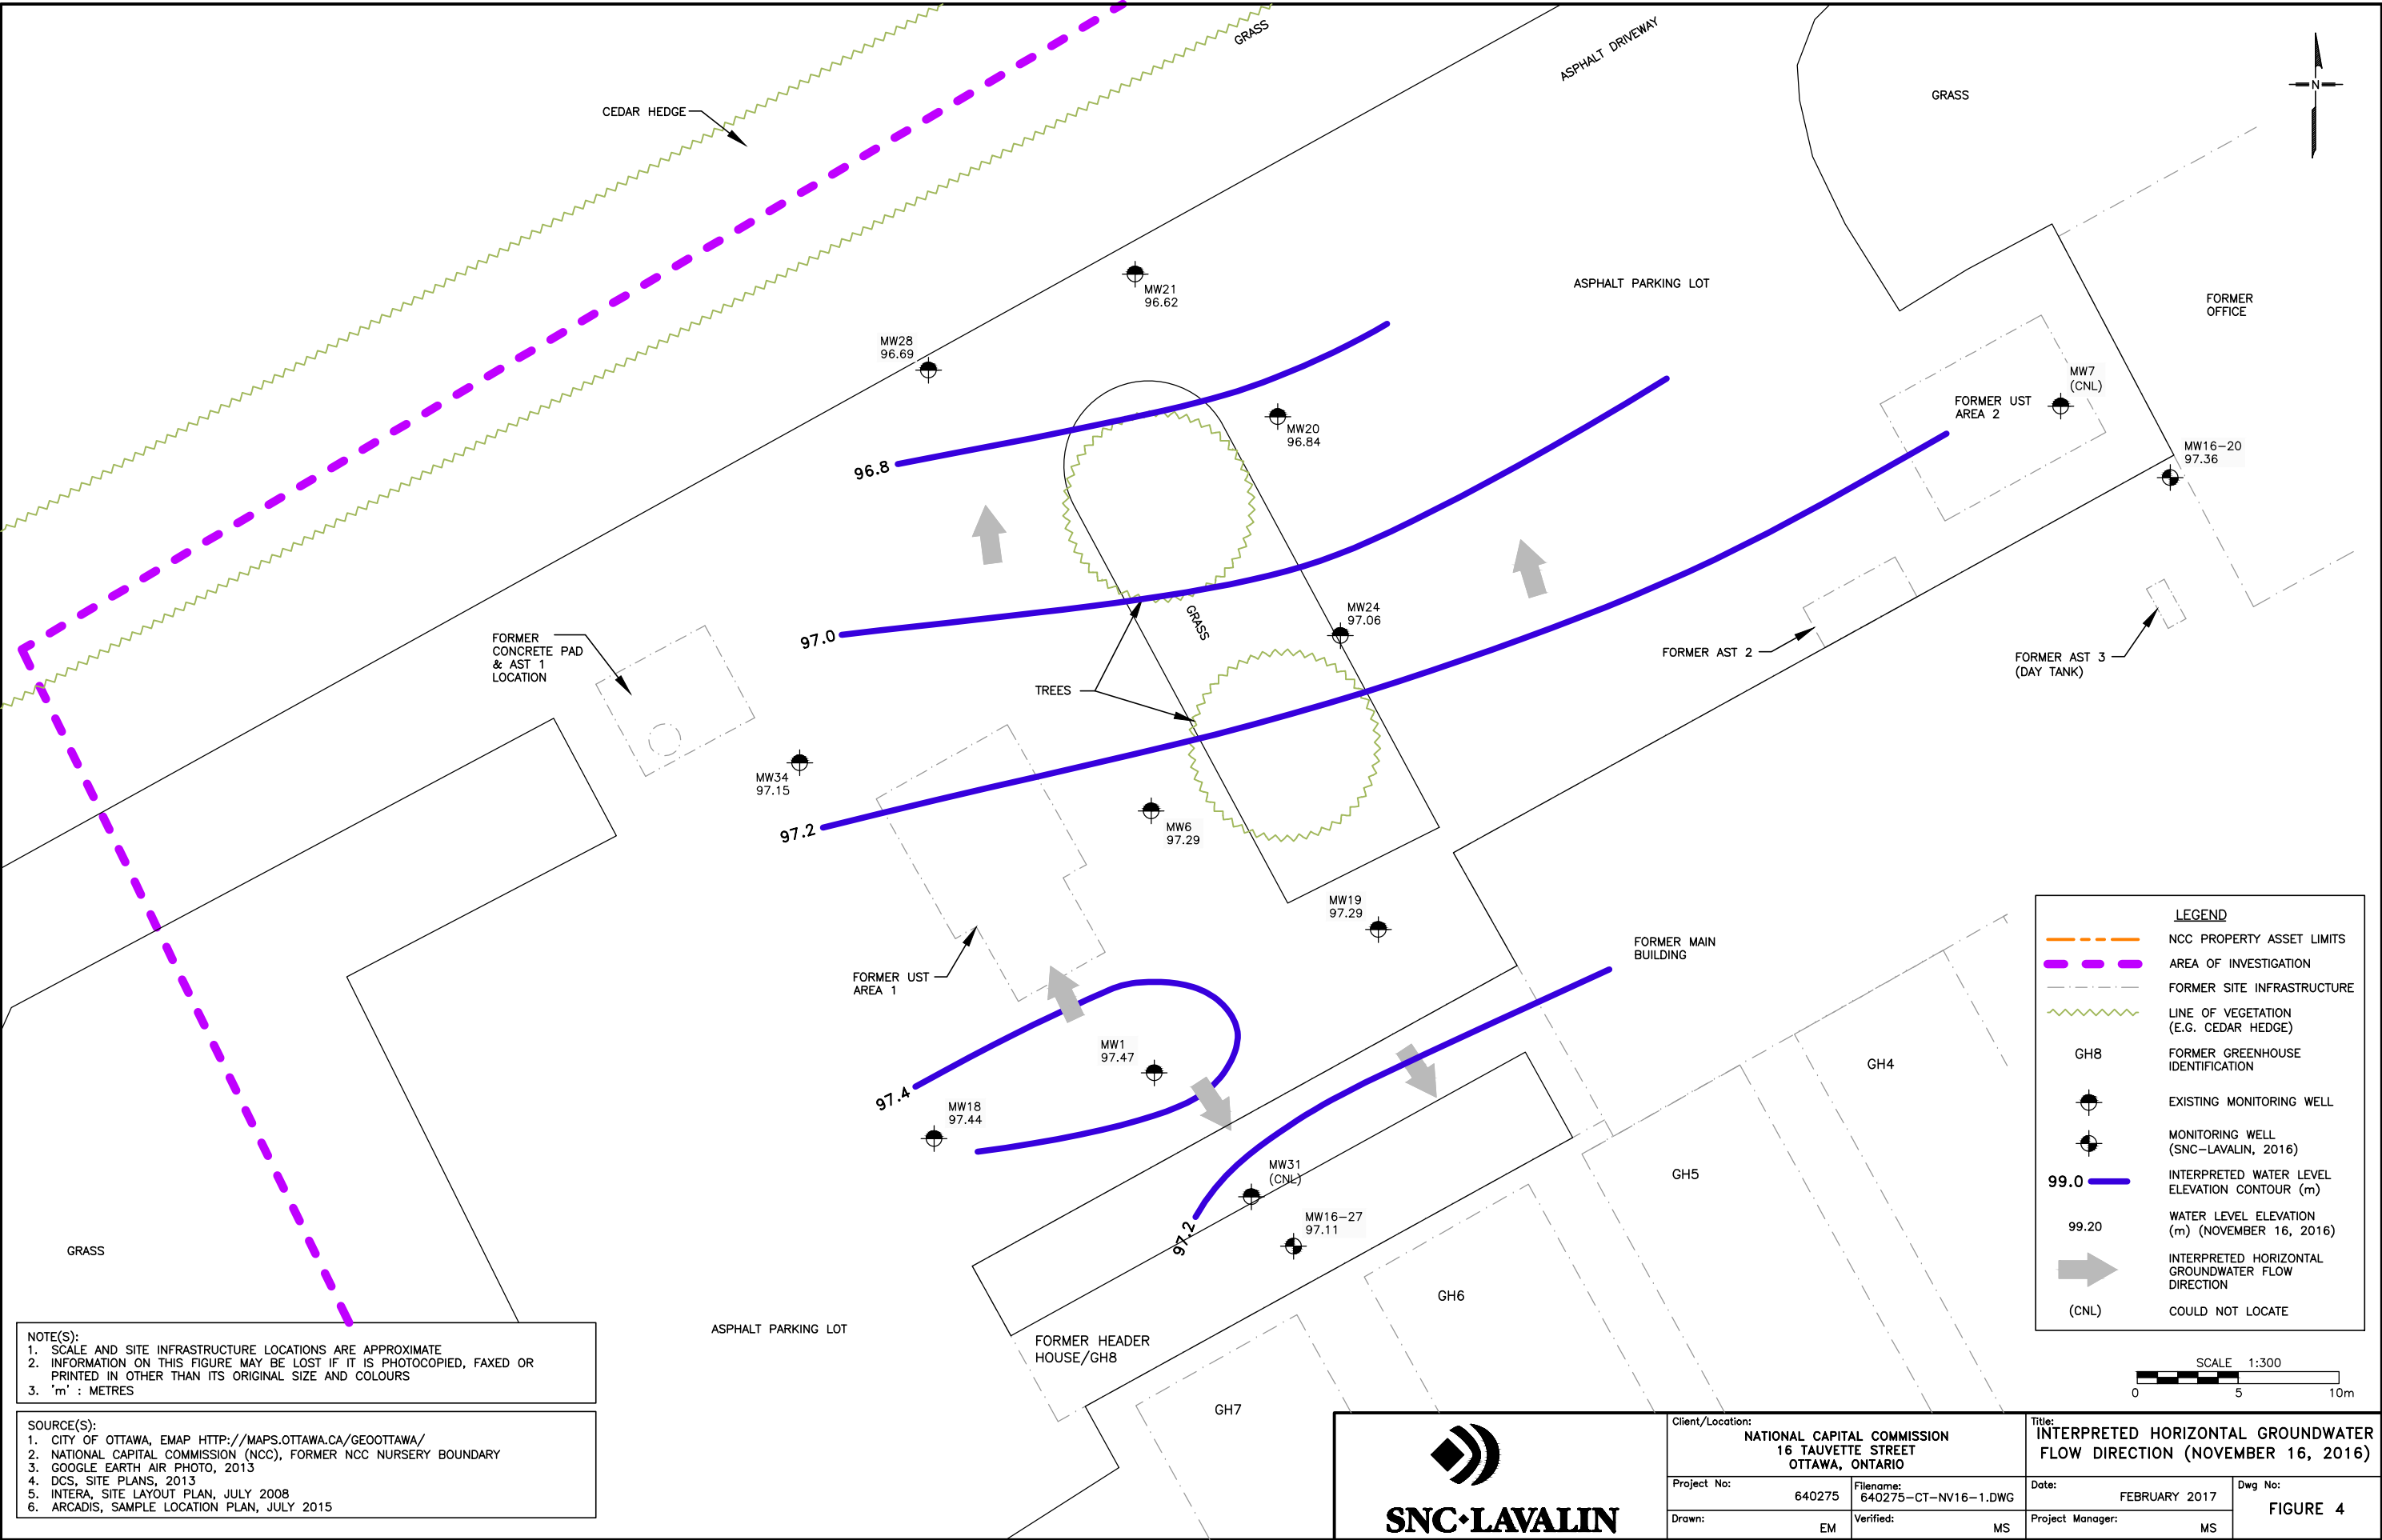 GRASS
ASPHALT DRIVEWAY
CEDAR HEDGE
GRASS
N
MW21
96.62
ASPHALT PARKING LOT
FORMER
OFFICE
MW28
96.69
MW7
(CNL)
FORMER UST
AREA 2
MW20
96.84
MW16-20
97.36
96.8
97.0
GRASS
MW24
97.06
FORMER
CONCRETE PAD
& AST 1
LOCATION
TREES
FORMER AST 2
FORMER AST 3
(DAY TANK)
MW34
97.15
97.2
MW6
97.29
MW19
97.29
FORMER MAIN
BUILDING
FORMER UST
AREA 1
MW1
97.47
97.4
MW18
97.44
GH4
GH5
MW31
(CNL)
MW16-27
97.11
97.2
GRASS
GH6
ASPHALT PARKING LOT
FORMER HEADER
HOUSE/GH8
GH7
LEGEND
NCC PROPERTY ASSET LIMITS
AREA OF INVESTIGATION
FORMER SITE INFRASTRUCTURE
LINE OF VEGETATION
(E.G. CEDAR HEDGE)
GH8 FORMER GREENHOUSE
IDENTIFICATION
EXISTING MONITORING WELL
MONITORING WELL
(SNC-LAVALIN, 2016)
99.0 INTERPRETED WATER LEVEL
ELEVATION CONTOUR (m)
99.20 WATER LEVEL ELEVATION
(m) (NOVEMBER 16, 2016)
INTERPRETED HORIZONTAL
GROUNDWATER FLOW
DIRECTION
(CNL) COULD NOT LOCATE
SCALE 1:300
0 5 10m
NOTE(S):
1. SCALE AND SITE INFRASTRUCTURE LOCATIONS ARE APPROXIMATE
2. INFORMATION ON THIS FIGURE MAY BE LOST IF IT IS PHOTOCOPIED, FAXED OR
PRINTED IN OTHER THAN ITS ORIGINAL SIZE AND COLOURS
3. 'm' : METRES
SOURCE(S):
1. CITY OF OTTAWA, EMAP HTTP://MAPS.OTTAWA.CA/GEOOTTAWA/
2. NATIONAL CAPITAL COMMISSION (NCC), FORMER NCC NURSERY BOUNDARY
3. GOOGLE EARTH AIR PHOTO, 2013
4. DCS, SITE PLANS, 2013
5. INTERA, SITE LAYOUT PLAN, JULY 2008
6. ARCADIS, SAMPLE LOCATION PLAN, JULY 2015
SNC•LAVALIN
Client/Location:
NATIONAL CAPITAL COMMISSION
16 TAUVETTE STREET
OTTAWA, ONTARIO
Title:
INTERPRETED HORIZONTAL GROUNDWATER
FLOW DIRECTION (NOVEMBER 16, 2016)
Project No: 640275
Filename: 640275-CT-NV16-1.DWG
Date: FEBRUARY 2017
Dwg No: FIGURE 4
Drawn: EM
Verified: MS
Project Manager: MS